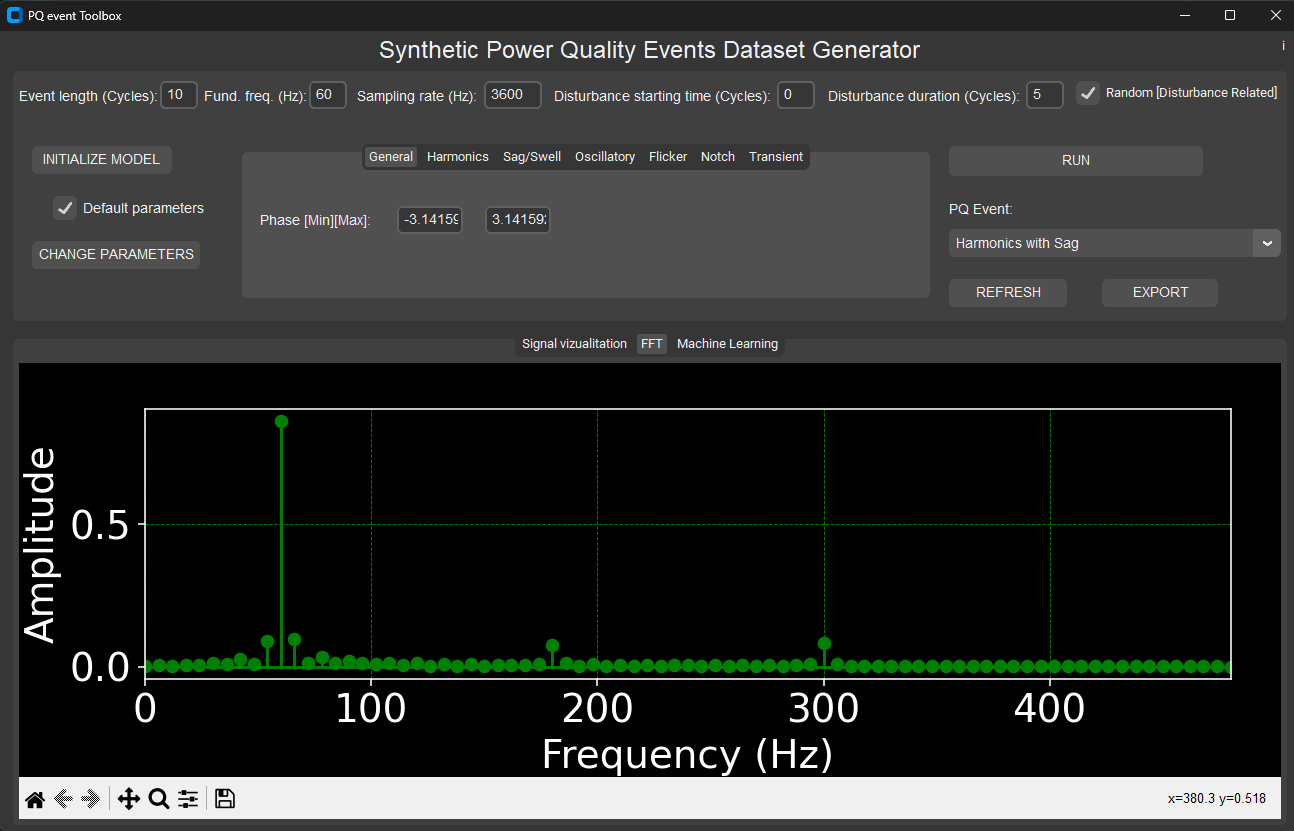 PQ event Toolbox
Synthetic Power Quality Events Dataset Generator
i
Event length (Cycles): 10 Fund. freq. (Hz): 60 Sampling rate (Hz): 3600 Disturbance starting time (Cycles): 0 Disturbance duration (Cycles): 5 Random [Disturbance Related]
INITIALIZE MODEL
Default parameters
CHANGE PARAMETERS
General Harmonics Sag/Swell Oscillatory Flicker Notch Transient
Phase [Min][Max]: -3.14159 3.14159
RUN
PQ Event:
Harmonics with Sag
REFRESH EXPORT
Signal vizualitation FFT Machine Learning
Amplitude
0.5
0.0
0 100 200 300 400
Frequency (Hz)
x=380.3 y=0.518